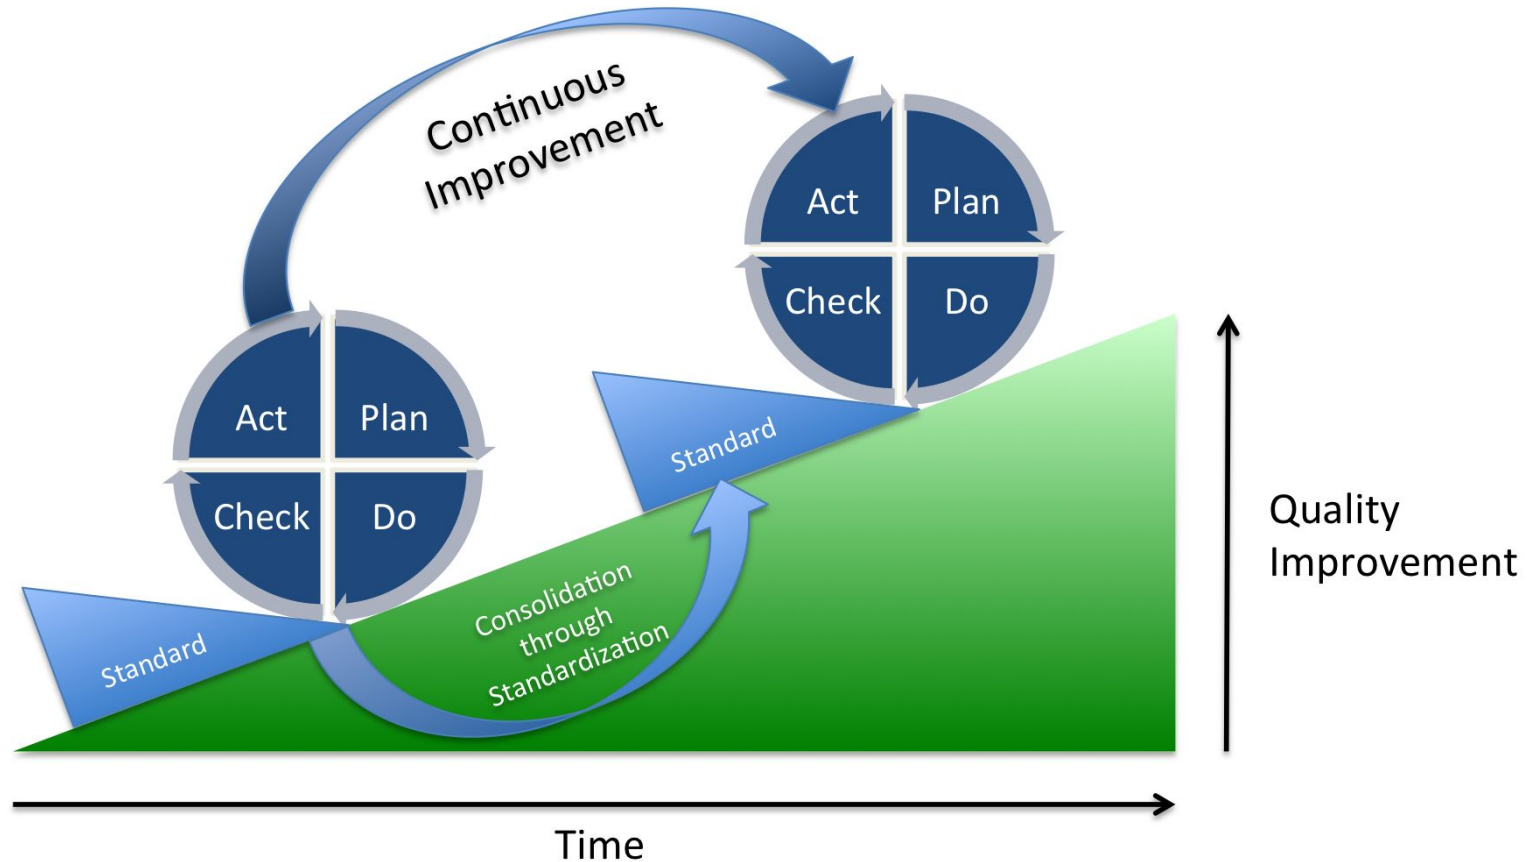 Continuous
Improvement
Act
Plan
Check
Do
Act
Plan
Check
Do
Standard
Standard
Consolidation
through
Standardization
Quality
Improvement
Time